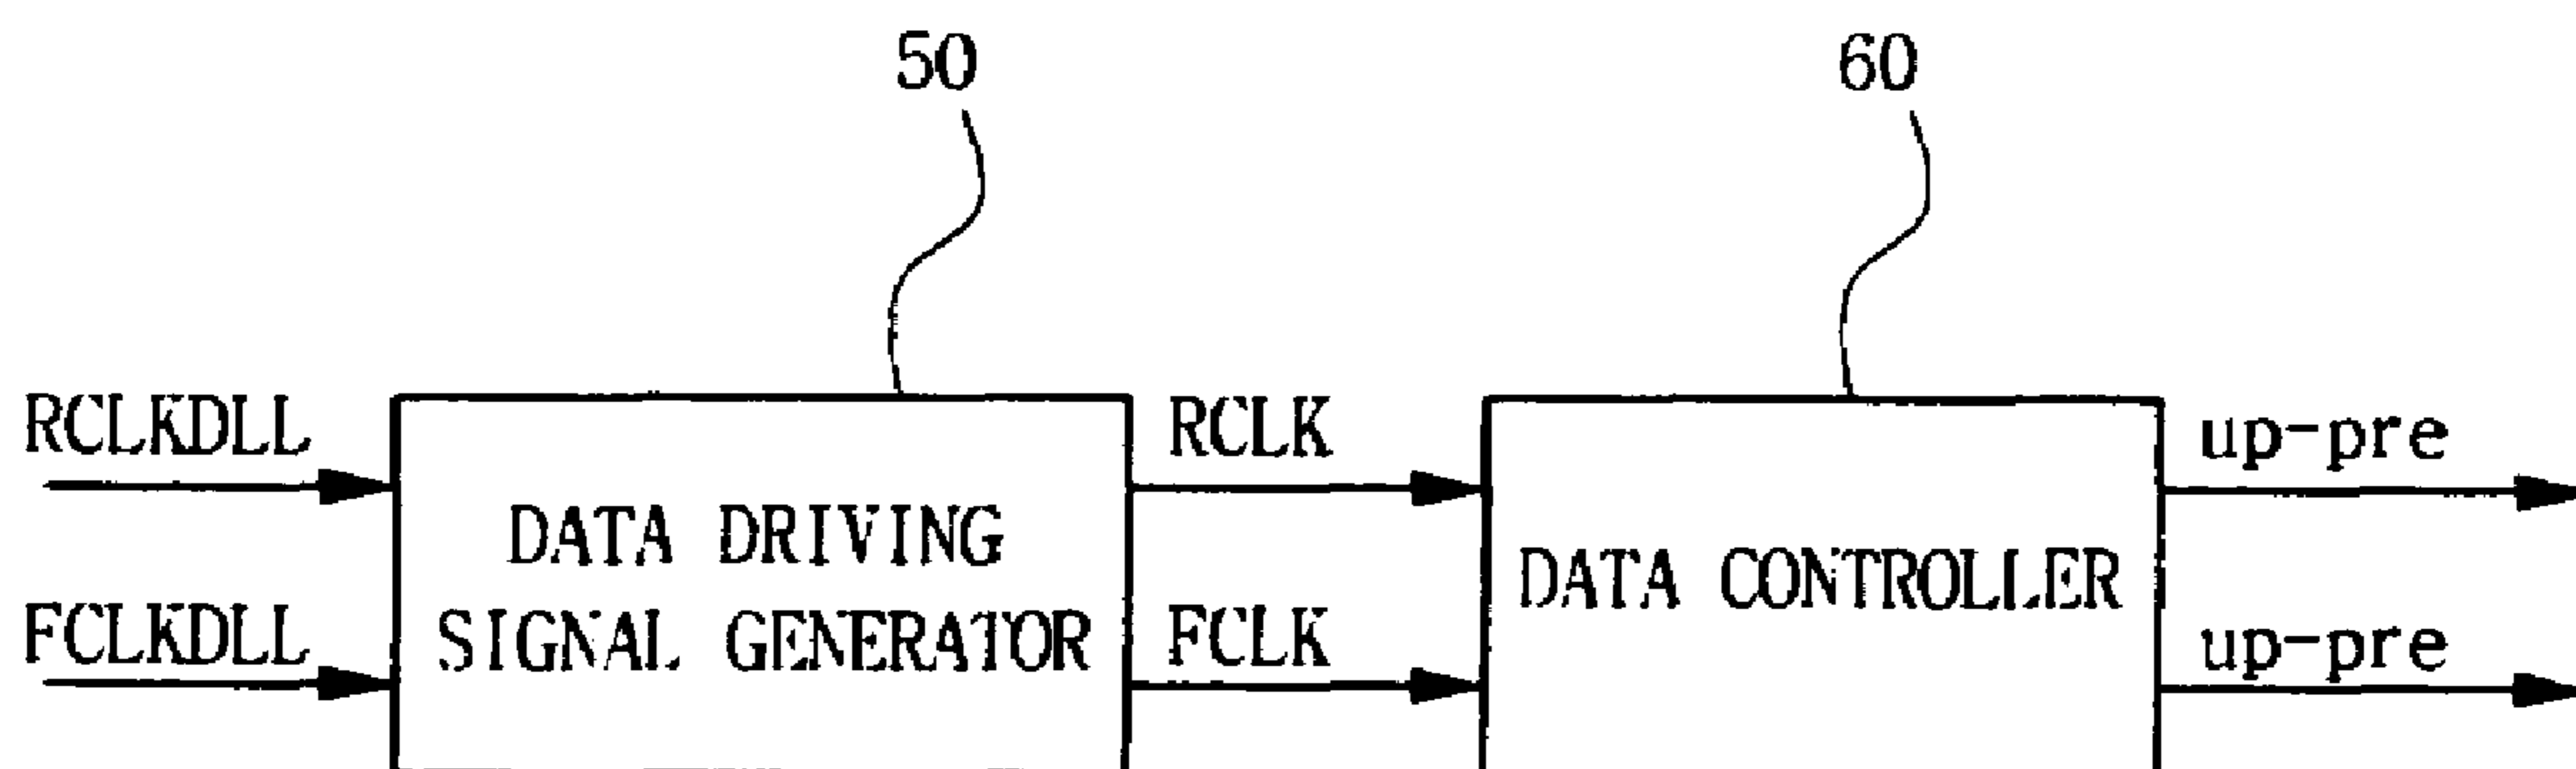 50
60
RCLKDLL
RCLK
up-pre
DATA DRIVING
SIGNAL GENERATOR
DATA CONTROLLER
FCLKDLL
FCLK
up-pre